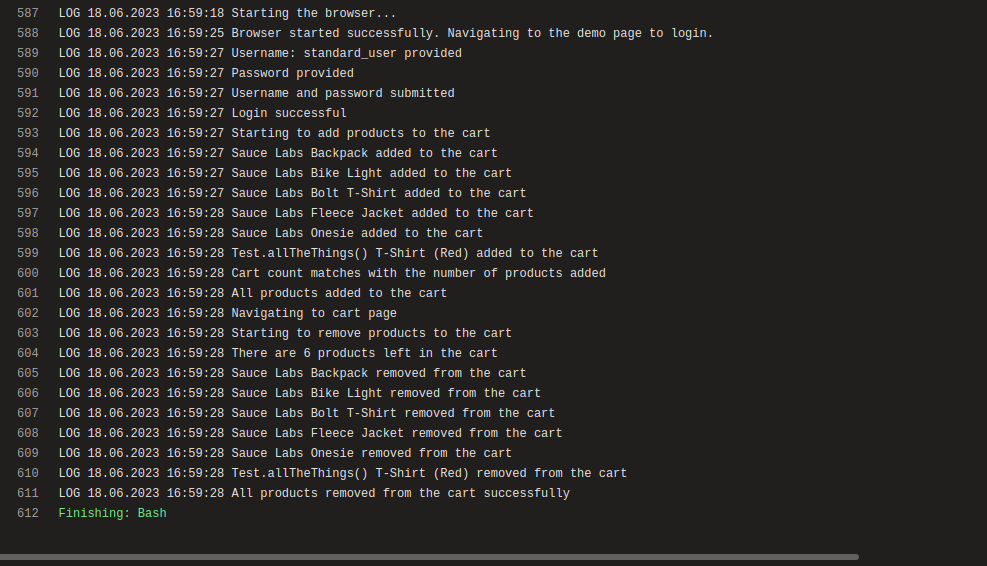 587 LOG 18.06.2023 16:59:18 Starting the browser...
588 LOG 18.06.2023 16:59:25 Browser started successfully. Navigating to the demo page to login.
589 LOG 18.06.2023 16:59:27 Username: standard_user provided
590 LOG 18.06.2023 16:59:27 Password provided
591 LOG 18.06.2023 16:59:27 Username and password submitted
592 LOG 18.06.2023 16:59:27 Login successful
593 LOG 18.06.2023 16:59:27 Starting to add products to the cart
594 LOG 18.06.2023 16:59:27 Sauce Labs Backpack added to the cart
595 LOG 18.06.2023 16:59:27 Sauce Labs Bike Light added to the cart
596 LOG 18.06.2023 16:59:27 Sauce Labs Bolt T-Shirt added to the cart
597 LOG 18.06.2023 16:59:28 Sauce Labs Fleece Jacket added to the cart
598 LOG 18.06.2023 16:59:28 Sauce Labs Onesie added to the cart
599 LOG 18.06.2023 16:59:28 Test.allTheThings() T-Shirt (Red) added to the cart
600 LOG 18.06.2023 16:59:28 Cart count matches with the number of products added
601 LOG 18.06.2023 16:59:28 All products added to the cart
602 LOG 18.06.2023 16:59:28 Navigating to cart page
603 LOG 18.06.2023 16:59:28 Starting to remove products to the cart
604 LOG 18.06.2023 16:59:28 There are 6 products left in the cart
605 LOG 18.06.2023 16:59:28 Sauce Labs Backpack removed from the cart
606 LOG 18.06.2023 16:59:28 Sauce Labs Bike Light removed from the cart
607 LOG 18.06.2023 16:59:28 Sauce Labs Bolt T-Shirt removed from the cart
608 LOG 18.06.2023 16:59:28 Sauce Labs Fleece Jacket removed from the cart
609 LOG 18.06.2023 16:59:28 Sauce Labs Onesie removed from the cart
610 LOG 18.06.2023 16:59:28 Test.allTheThings() T-Shirt (Red) removed from the cart
611 LOG 18.06.2023 16:59:28 All products removed from the cart successfully
612 Finishing: Bash